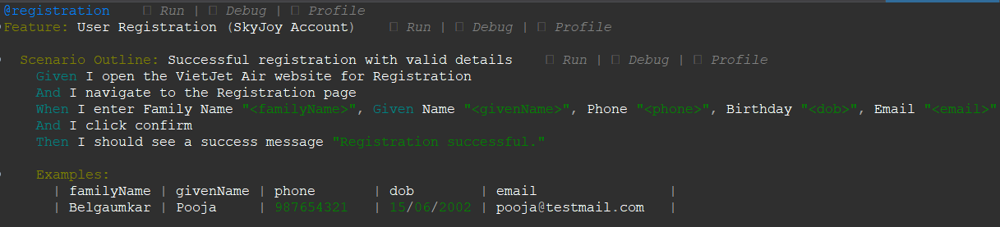 @registration Run | Debug | Profile
Feature: User Registration (SkyJoy Account) Run | Debug | Profile
Scenario Outline: Successful registration with valid details Run | Debug | Profile
Given I open the VietJet Air website for Registration
And I navigate to the Registration page
When I enter Family Name "<familyName>", Given Name "<givenName>", Phone "<phone>", Birthday "<dob>", Email "<email>"
And I click confirm
Then I should see a success message "Registration successful."
Examples:
| familyName | givenName | phone | dob | email |
| Belgaumkar | Pooja | 987654321 | 15/06/2002 | pooja@testmail.com |